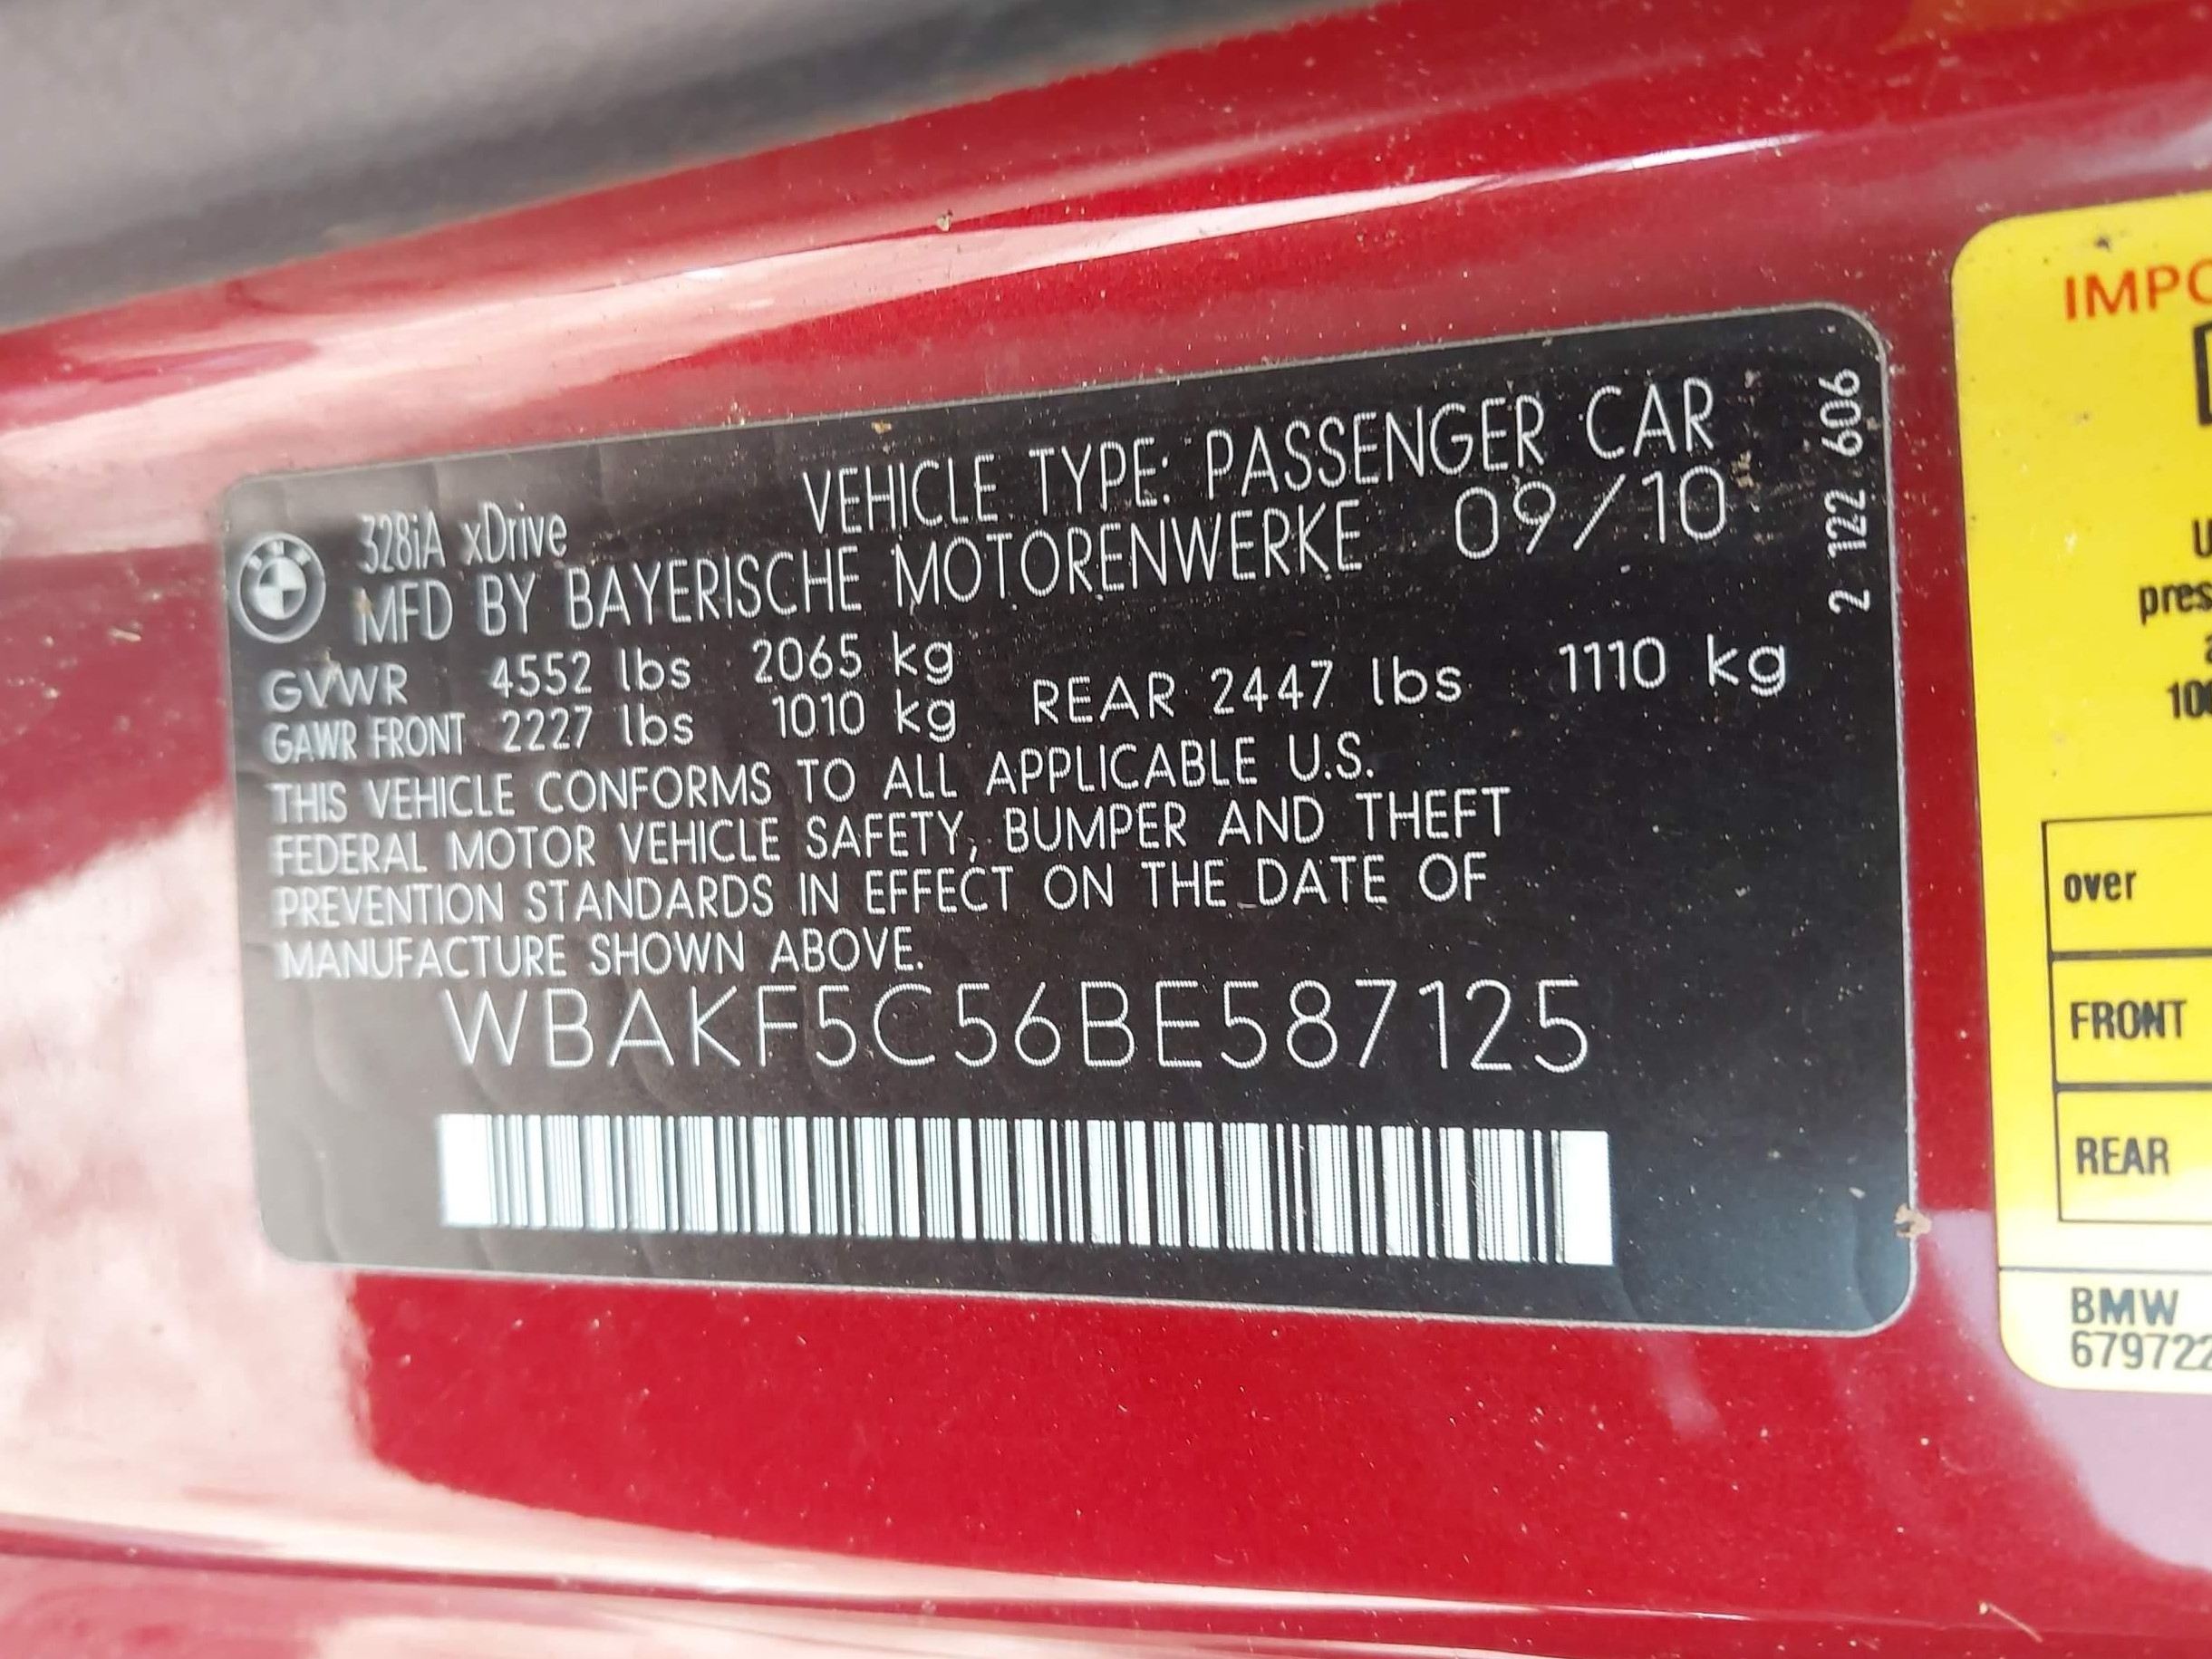 328iA xDrive VEHICLE TYPE: PASSENGER CAR
MFD BY BAYERISCHE MOTORENWERKE 09/10
GVWR 4552 lbs 2065 kg
GAWR FRONT 2227 lbs 1010 kg REAR 2447 lbs 1110 kg
THIS VEHICLE CONFORMS TO ALL APPLICABLE U.S.
FEDERAL MOTOR VEHICLE SAFETY, BUMPER AND THEFT
PREVENTION STANDARDS IN EFFECT ON THE DATE OF
MANUFACTURE SHOWN ABOVE.
WBAKF5C56BE587125
2 122 606
over
FRONT
REAR
BMW